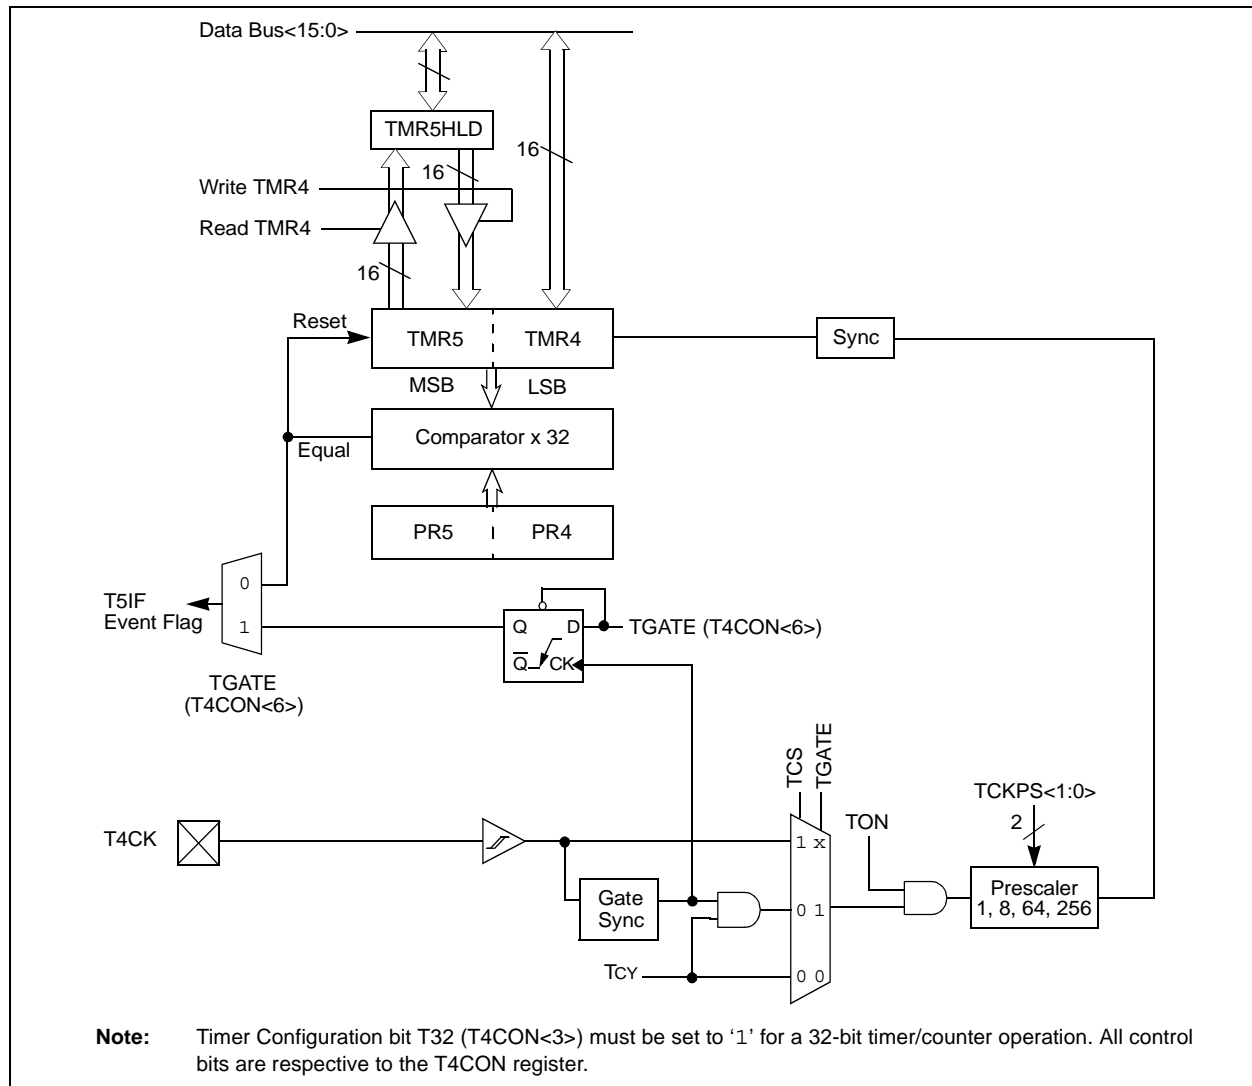 Data Bus<15:0>
TMR5HLD
16
16
Write TMR4
Read TMR4
16
Reset
TMR5
TMR4
Sync
MSB
LSB
Equal
Comparator x 32
PR5
PR4
0
1
T5IF
Event Flag
TGATE
(T4CON<6>)
Q
D
Q̅
CK
TGATE (T4CON<6>)
TCS
TGATE
TCKPS<1:0>
2
T4CK
TON
1 x
Gate
Sync
0 1
Prescaler
1, 8, 64, 256
TCY
0 0
Note: Timer Configuration bit T32 (T4CON<3>) must be set to ‘1’ for a 32-bit timer/counter operation. All control
bits are respective to the T4CON register.